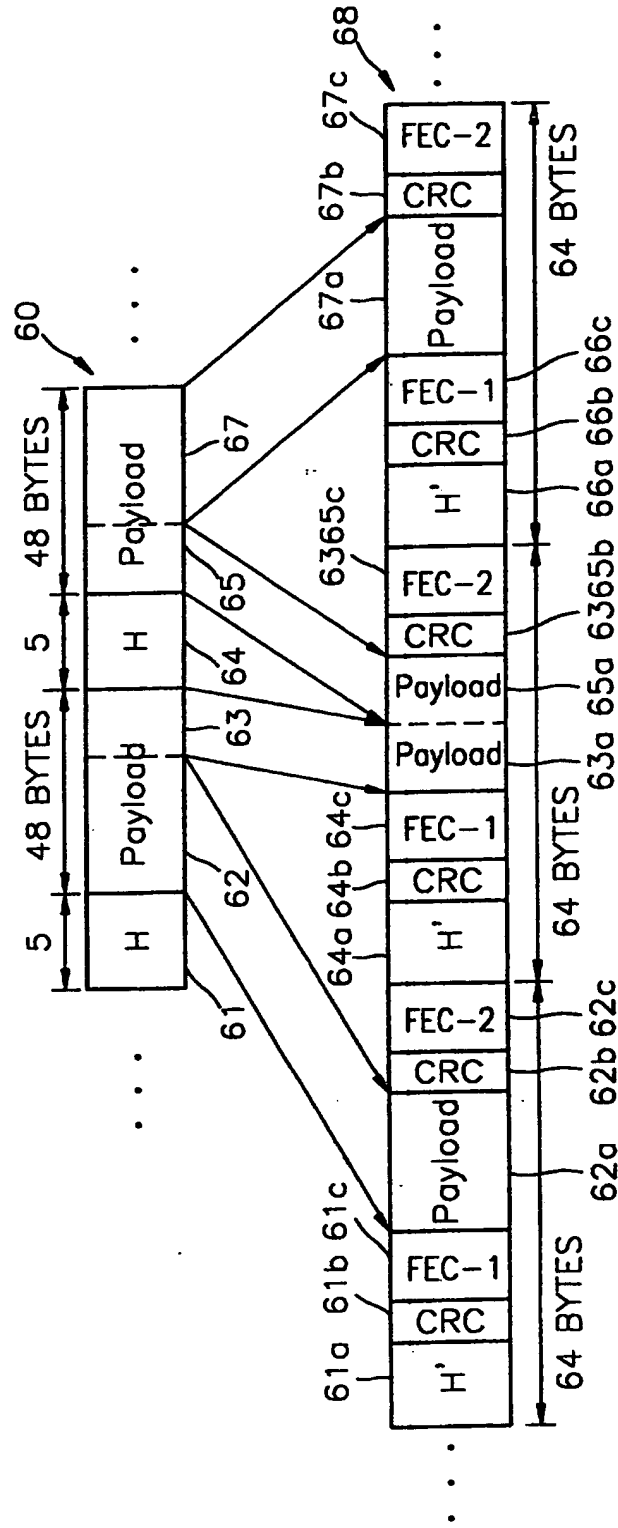 60
5
48 BYTES
5
48 BYTES
H
Payload
H
Payload
61
62
63
64
65
67
68
61a
61b
61c
64a
64b
64c
6365c
67a
67b
67c
H'
CRC
FEC-1
Payload
CRC
FEC-2
H'
CRC
FEC-1
Payload
Payload
CRC
FEC-2
H'
CRC
FEC-1
Payload
CRC
FEC-2
62a
62b
62c
63a
65a
6365b
66a
66b
66c
64 BYTES
64 BYTES
64 BYTES